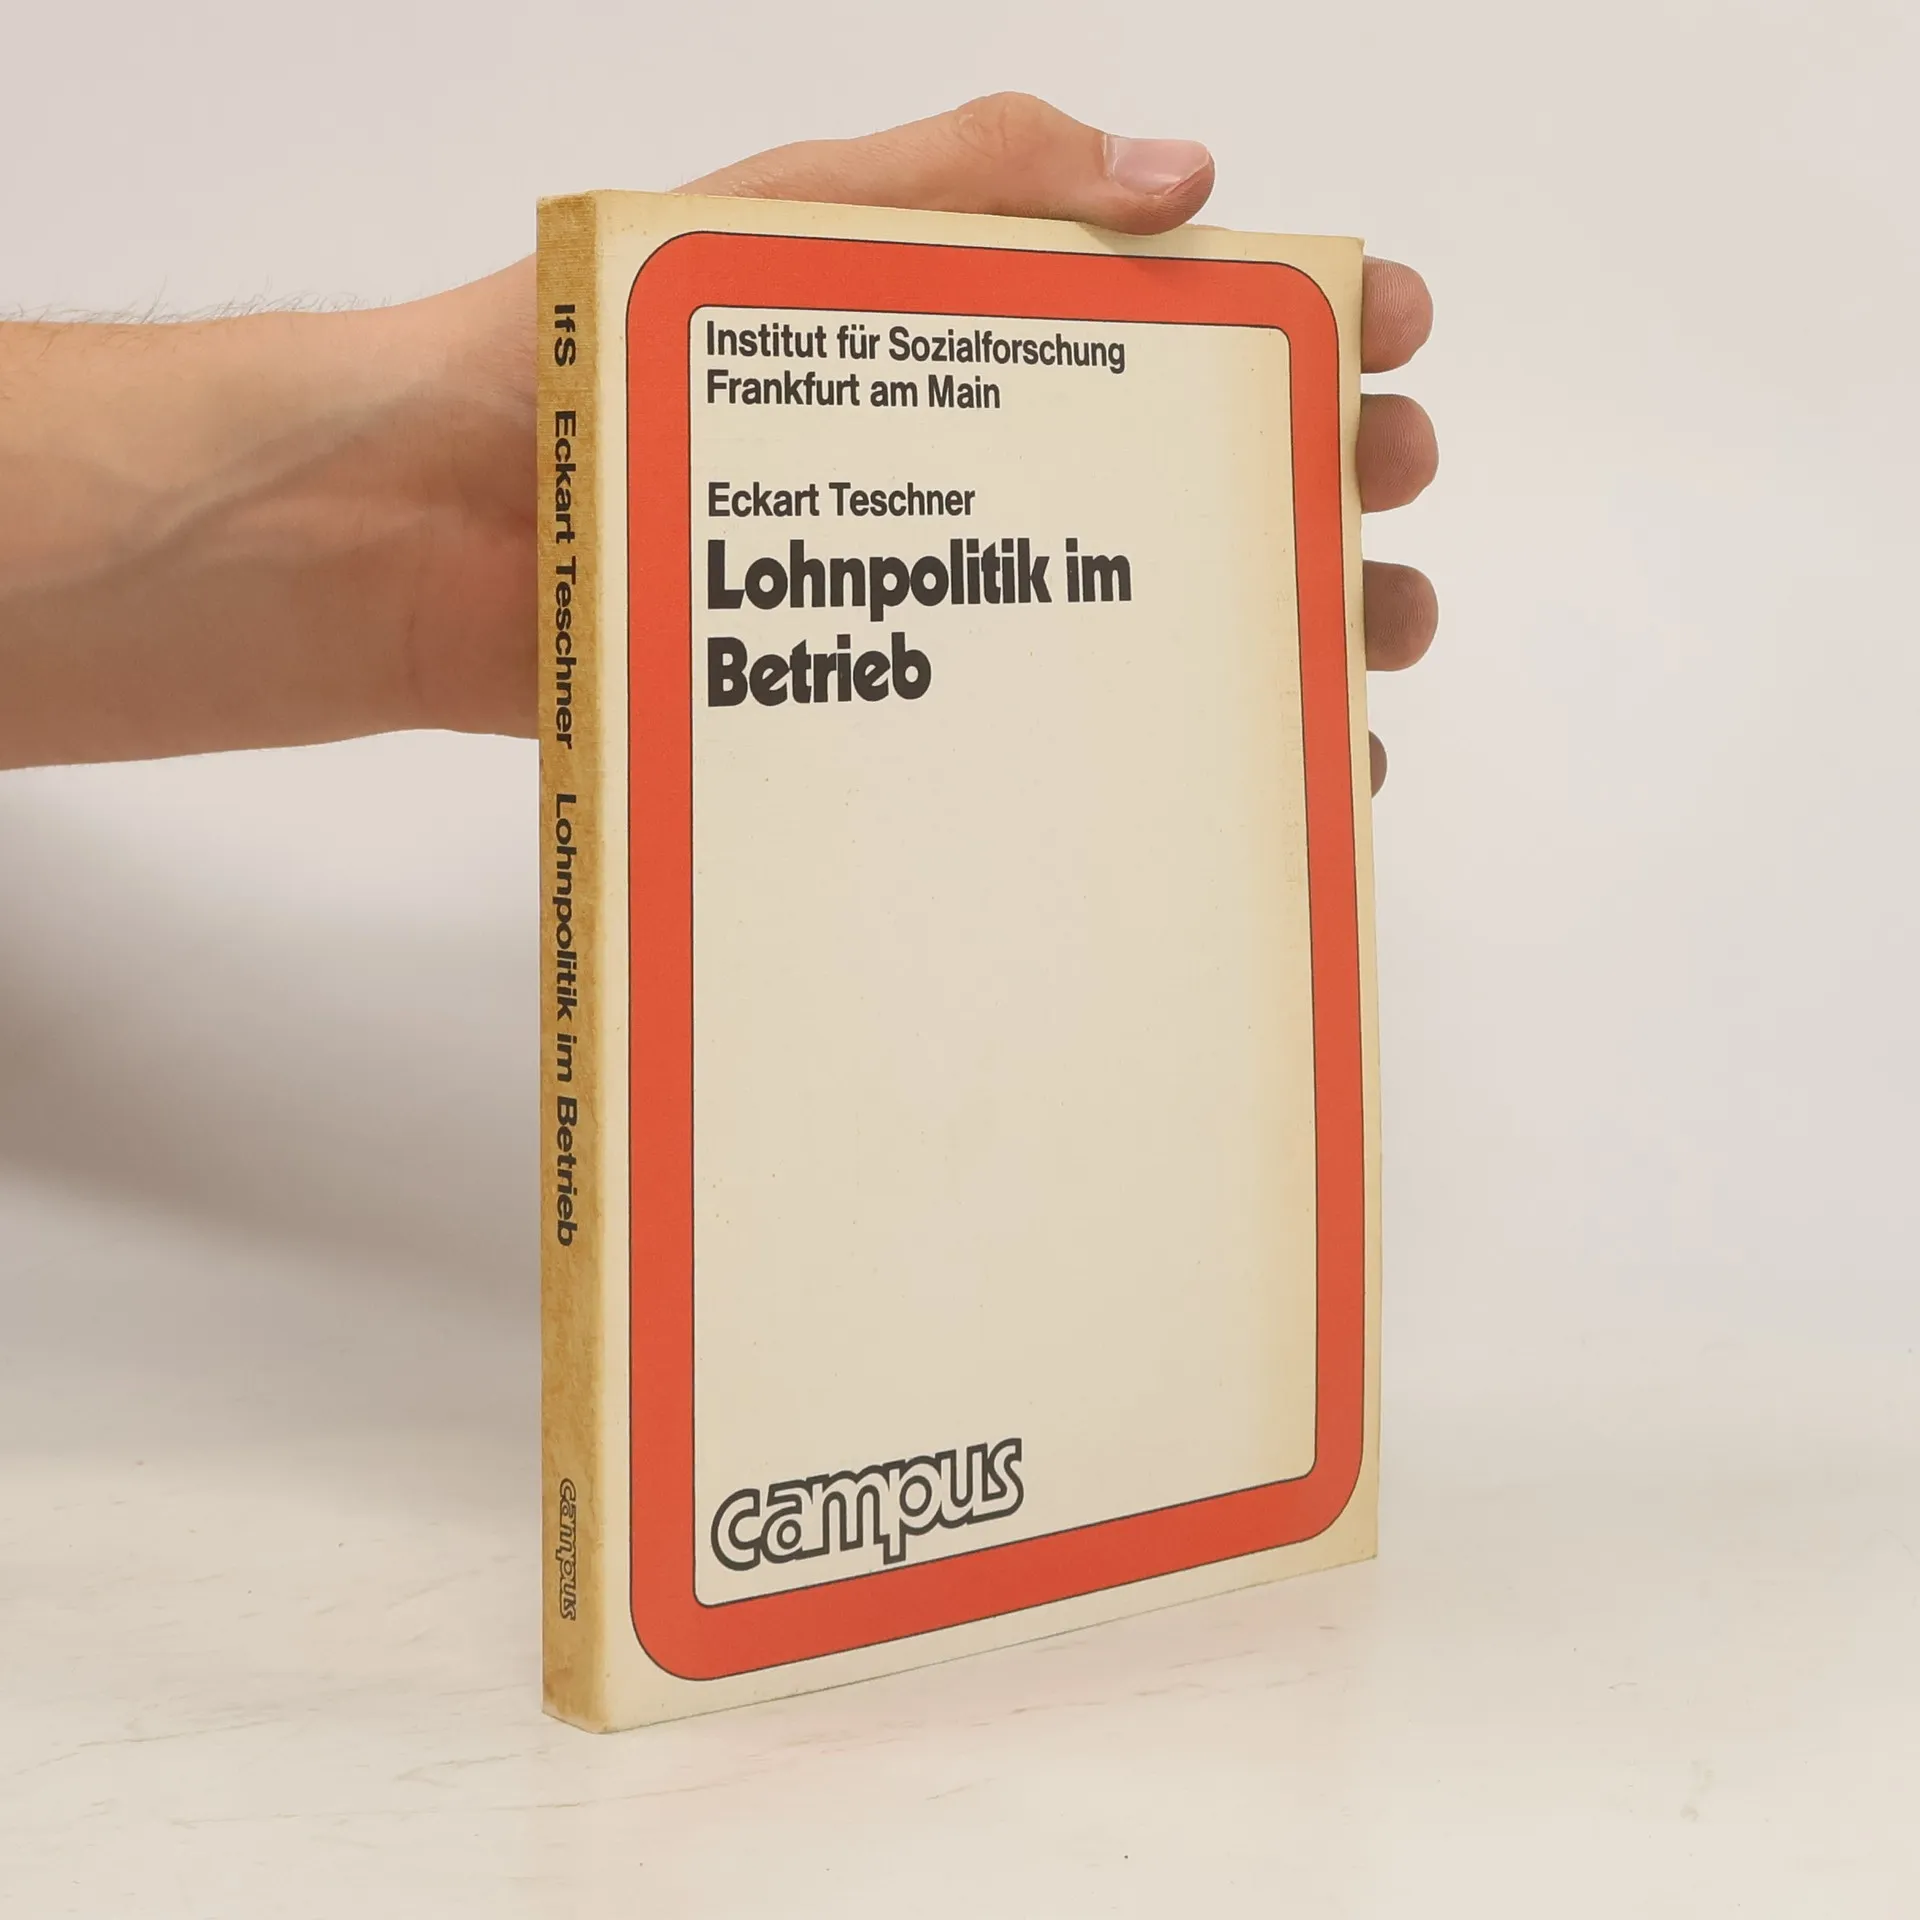 Institut für Sozialforschung
Frankfurt am Main
Eckart Teschner
Lohnpolitik im
Betrieb
campus
IfS Eckart Teschner Lohnpolitik im Betrieb campus